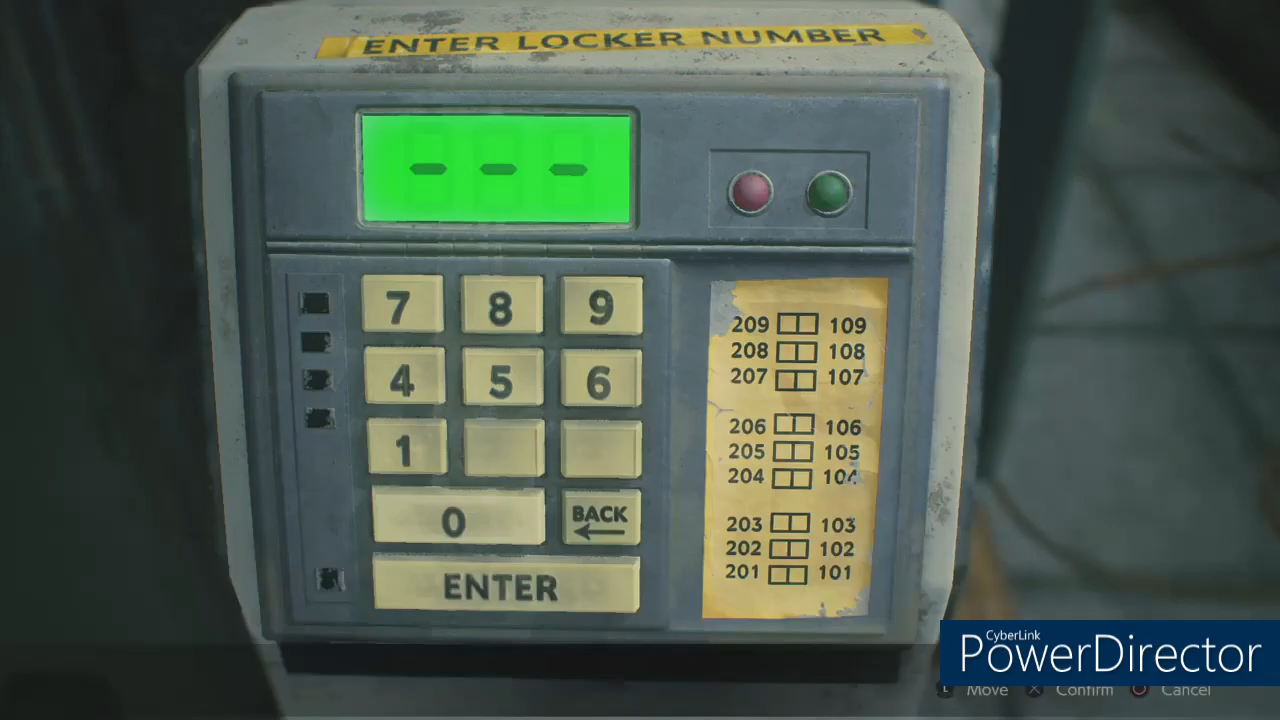 ENTER LOCKER NUMBER
- - -
7 8 9
4 5 6
1
0 BACK
ENTER
209 109
208 108
207 107
206 106
205 105
204 104
203 103
202 102
201 101
CyberLink
PowerDirector
L Move X Confirm O Cancel